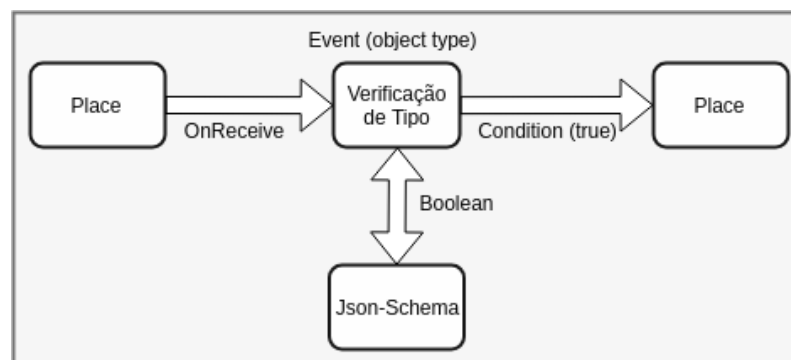 Event (object type)
Place
Verificação
de Tipo
Place
OnReceive
Condition (true)
Boolean
Json-Schema